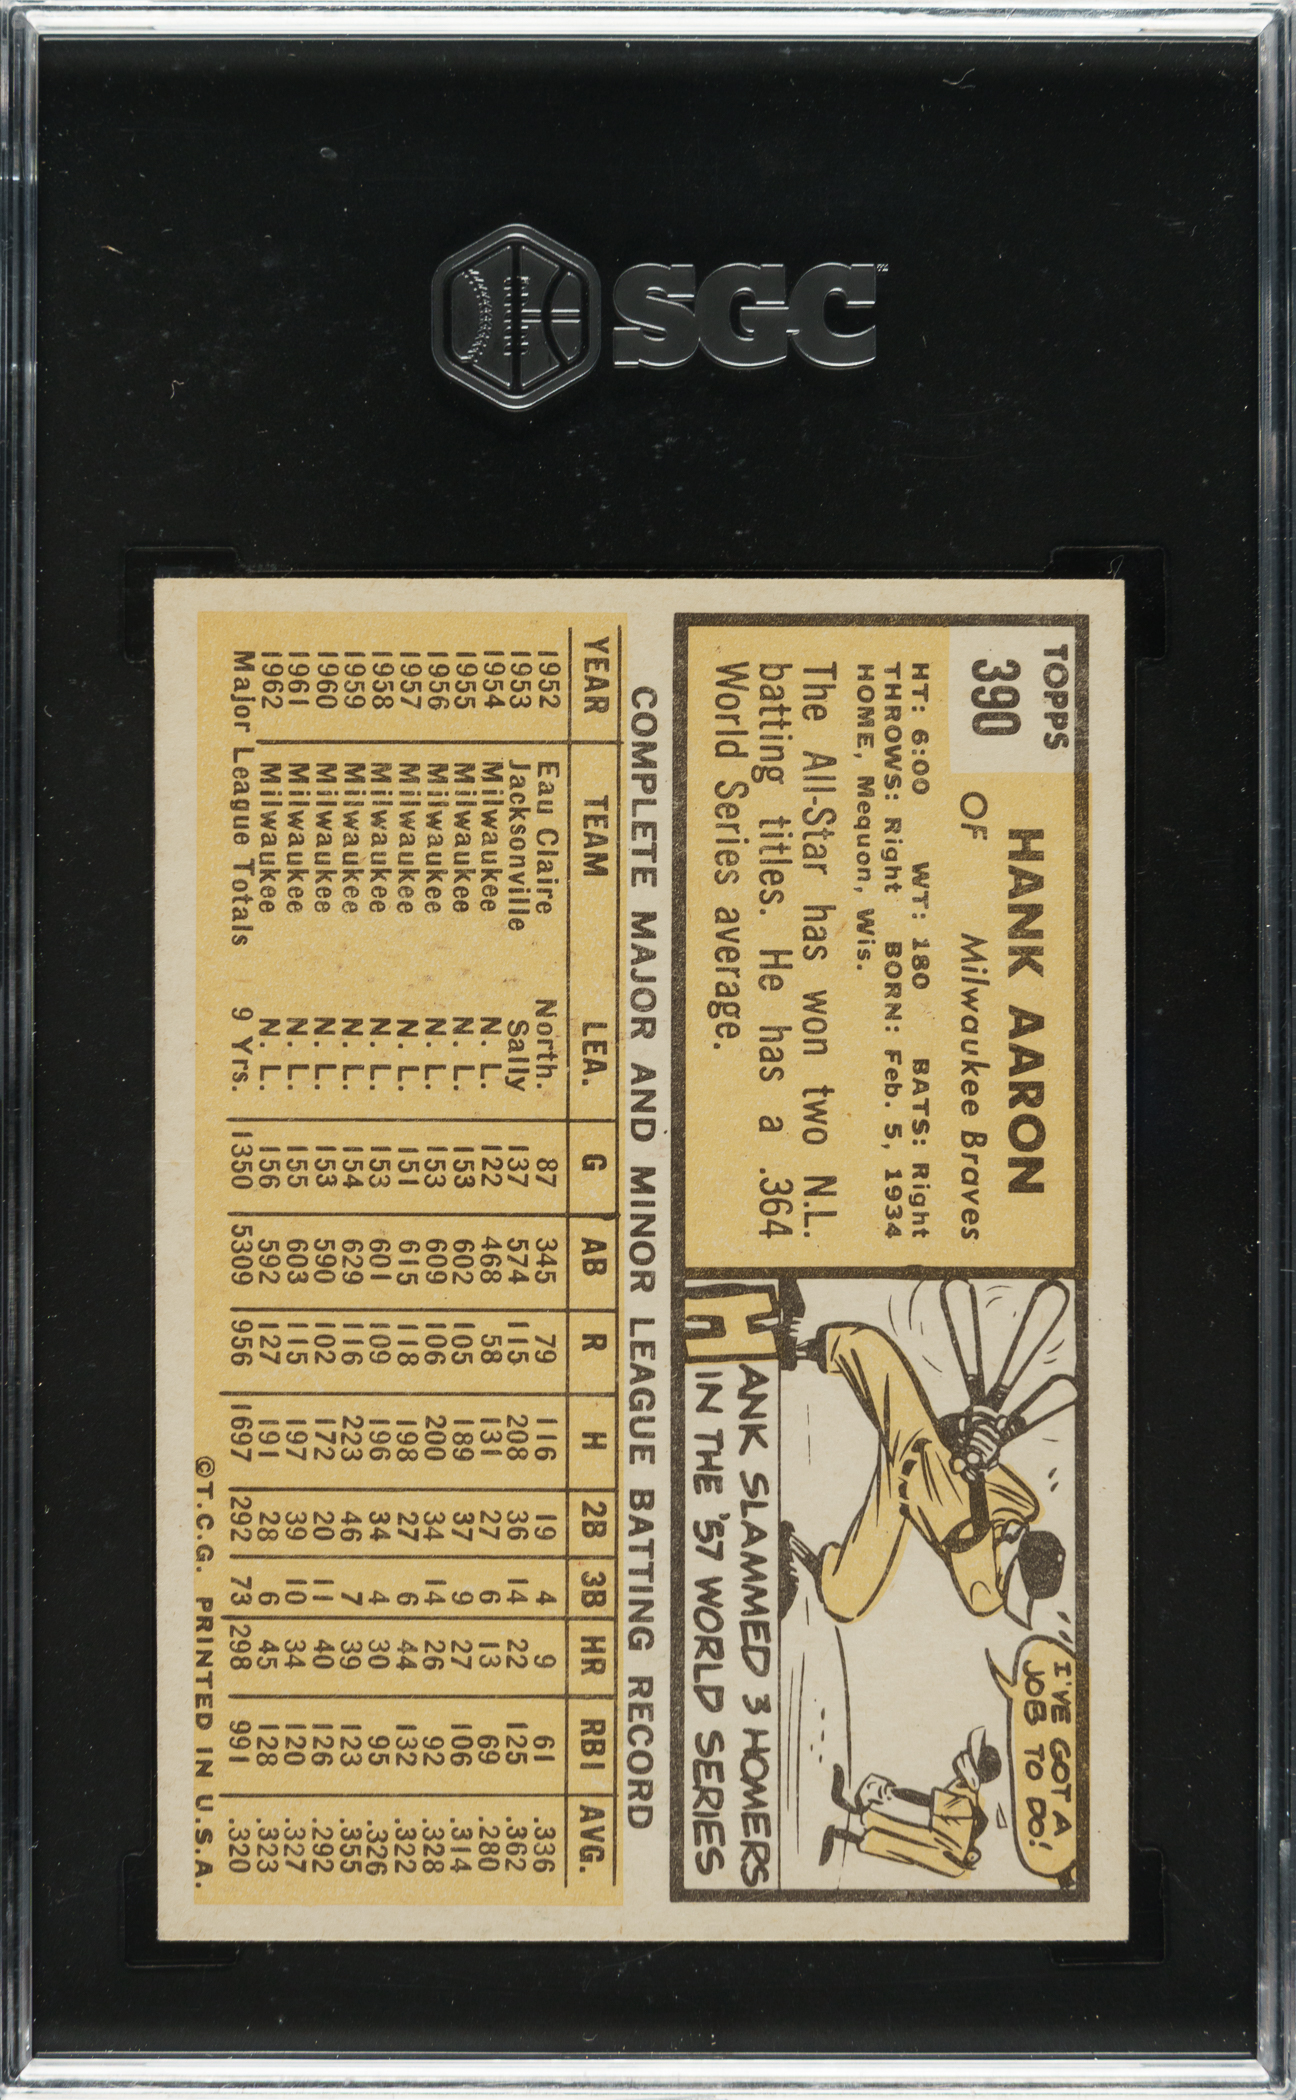 SGC™
TOPPS
390
HANK AARON
OF Milwaukee Braves
HT: 6:00 WT: 180 BATS: Right
THROWS: Right BORN: Feb. 5, 1934
HOME, Mequon, Wis.
The All-Star has won two N.L.
batting titles. He has a .364
World Series average.
I'VE GOT A
JOB TO DO!
HANK SLAMMED 3 HOMERS
IN THE '57 WORLD SERIES
COMPLETE MAJOR AND MINOR LEAGUE BATTING RECORD
YEAR TEAM LEA. G AB R H 2B 3B HR RBI AVG.
1952 Eau Claire North. 87 345 79 116 19 4 9 61 .336
1953 Jacksonville Sally 137 574 115 208 36 14 22 125 .362
1954 Milwaukee N. L. 122 468 58 131 27 6 13 69 .280
1955 Milwaukee N. L. 153 602 105 189 37 9 27 106 .314
1956 Milwaukee N. L. 153 609 106 200 34 14 26 92 .328
1957 Milwaukee N. L. 151 615 118 198 27 6 44 132 .322
1958 Milwaukee N. L. 153 601 109 196 34 4 30 95 .326
1959 Milwaukee N. L. 154 629 116 223 46 7 39 123 .355
1960 Milwaukee N. L. 153 590 102 172 20 11 40 126 .292
1961 Milwaukee N. L. 155 603 115 197 39 10 34 120 .327
1962 Milwaukee N. L. 156 592 127 191 28 6 45 128 .323
Major League Totals 9 Yrs. 1350 5309 956 1697 292 73 298 991 .320
©T.C.G. PRINTED IN U.S.A.